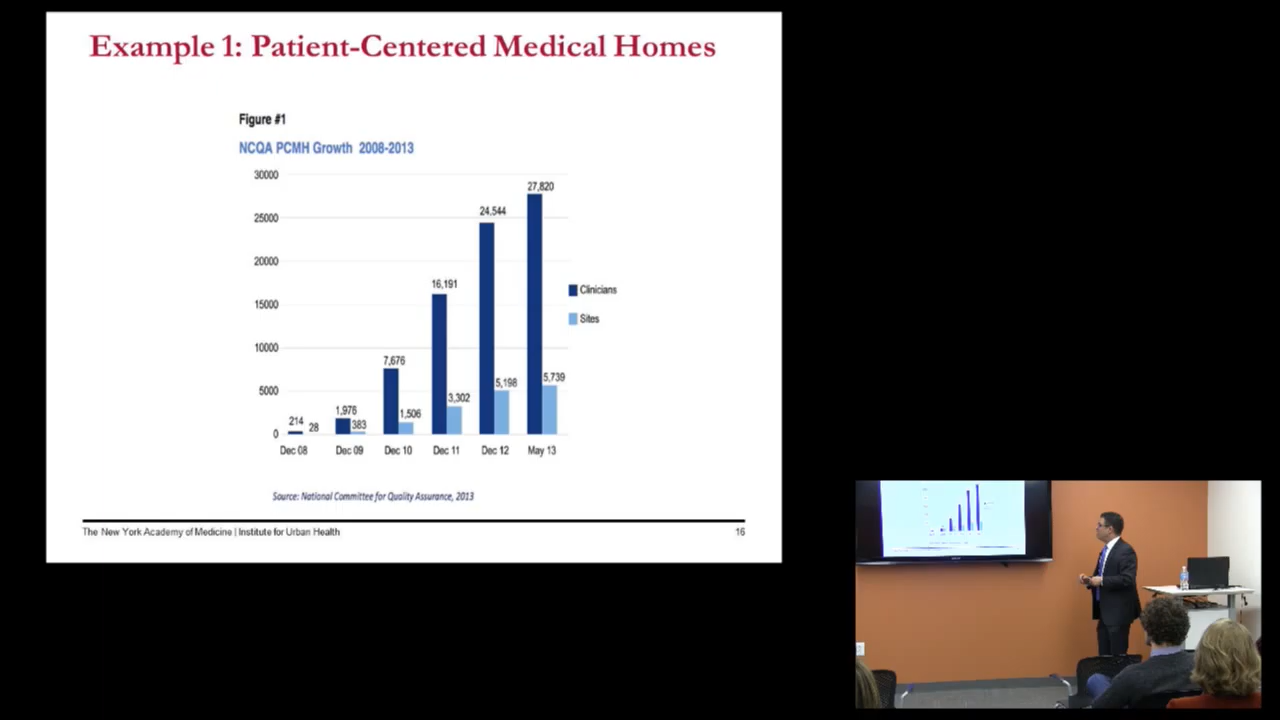 Example 1: Patient-Centered Medical Homes
Figure #1
NCQA PCMH Growth 2008-2013
30000
25000
20000
15000
10000
5000
0
214
28
1,976
383
7,676
1,506
16,191
3,302
24,544
5,198
27,820
5,739
Dec 08
Dec 09
Dec 10
Dec 11
Dec 12
May 13
Clinicians
Sites
Source: National Committee for Quality Assurance, 2013
The New York Academy of Medicine | Institute for Urban Health
16